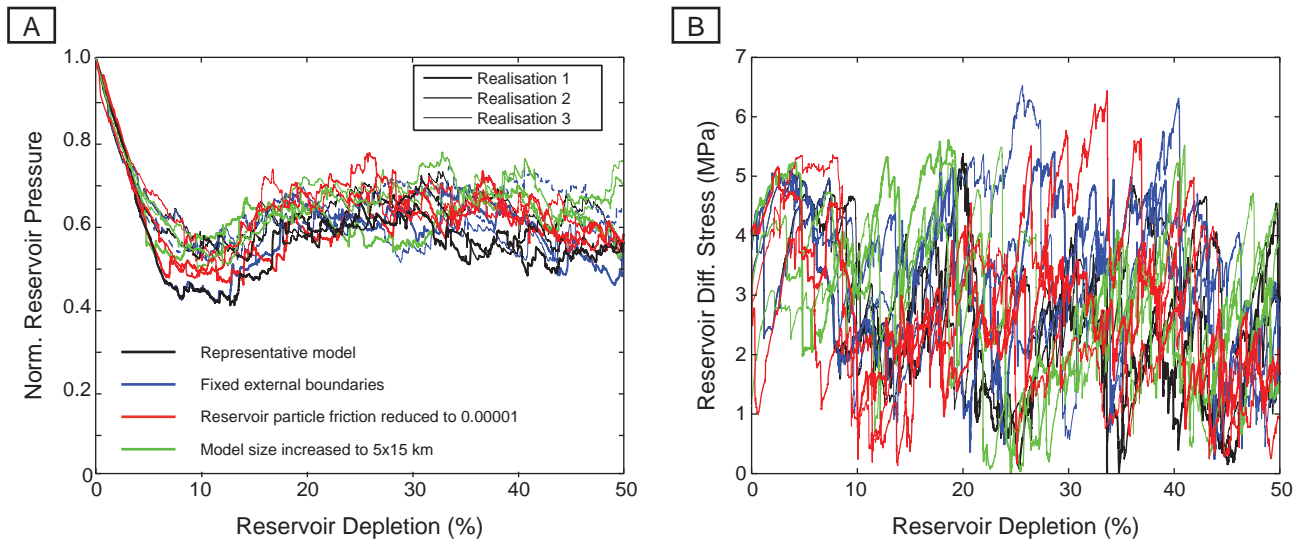 A
Norm. Reservoir Pressure
1.0
0.8
0.6
0.4
0.2
0
0 10 20 30 40 50
Reservoir Depletion (%)
Realisation 1
Realisation 2
Realisation 3
Representative model
Fixed external boundaries
Reservoir particle friction reduced to 0.00001
Model size increased to 5x15 km
B
Reservoir Diff. Stress (MPa)
7
6
5
4
3
2
1
0
0 10 20 30 40 50
Reservoir Depletion (%)